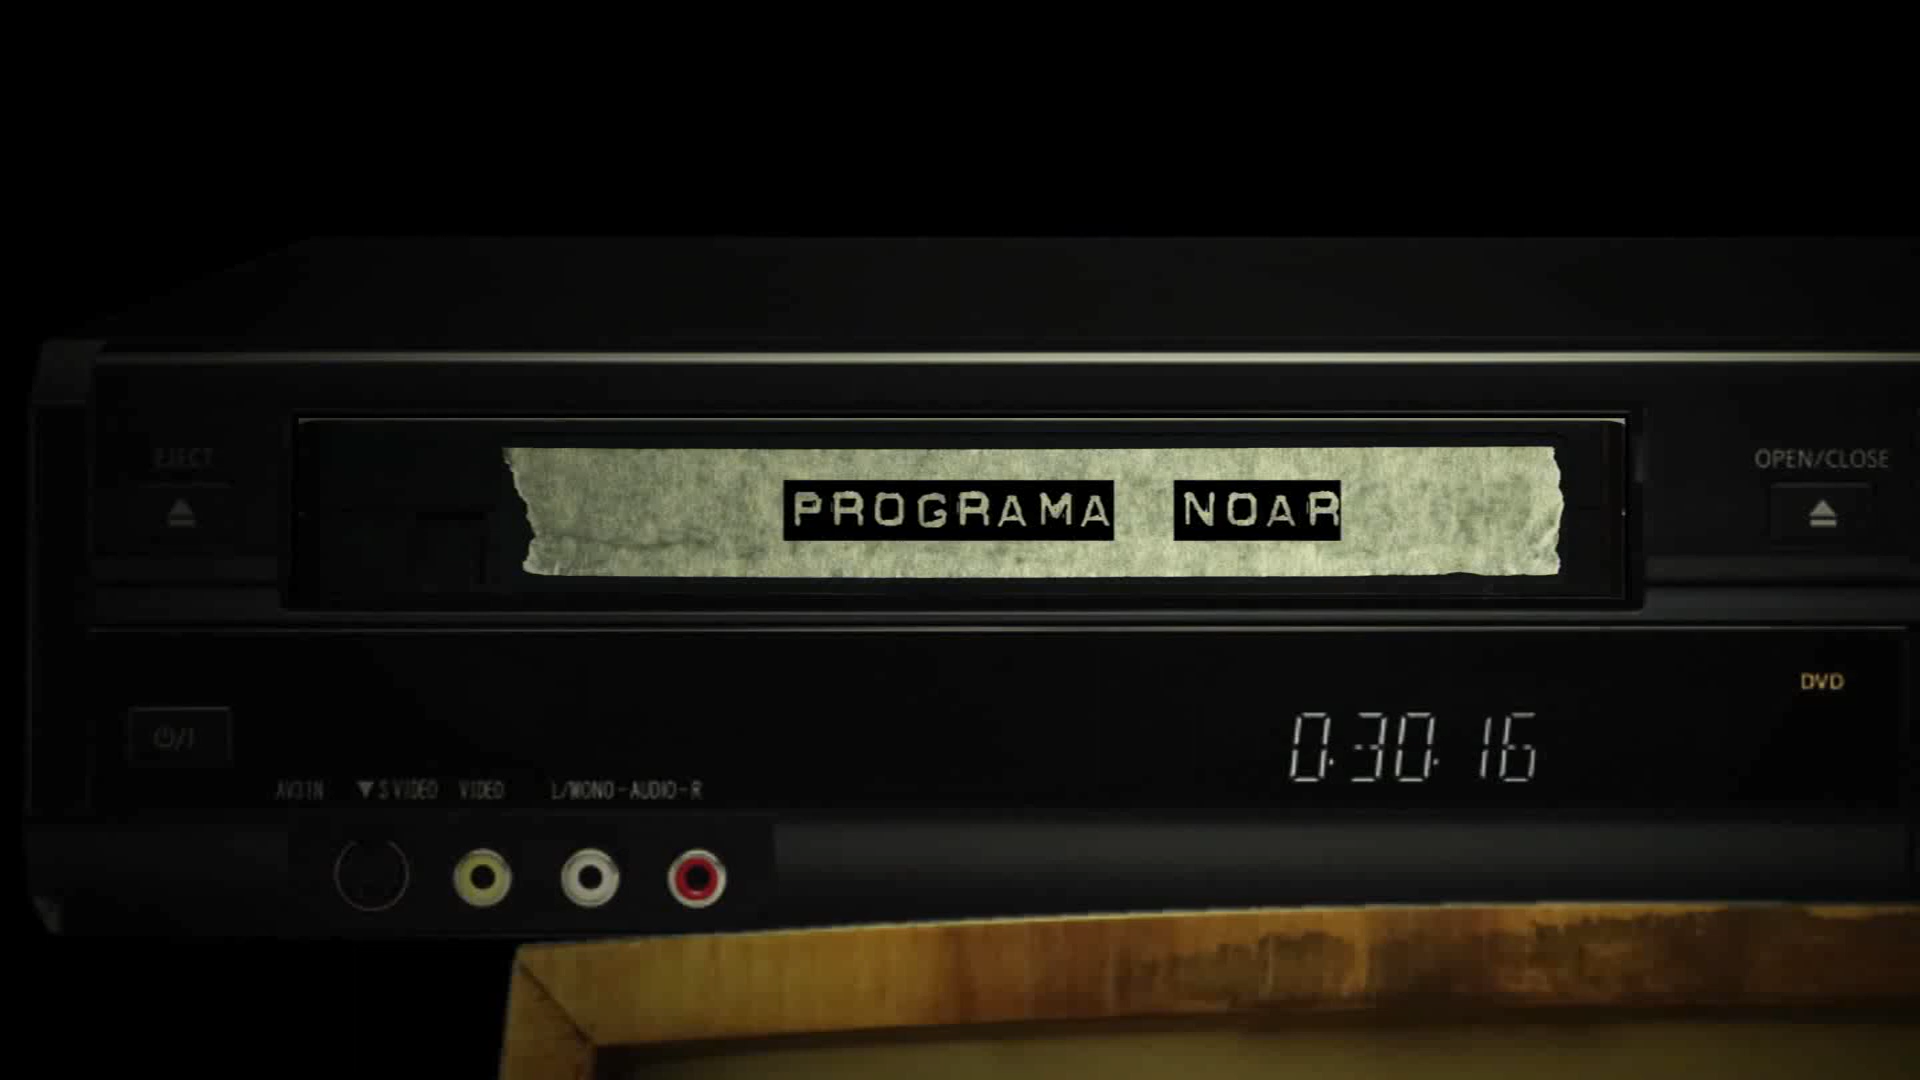 EJECT
OPEN/CLOSE
PROGRAMA NOAR
DVD
0:30:16
⏻/I
AV3 IN ▼ S VIDEO VIDEO L/MONO-AUDIO-R